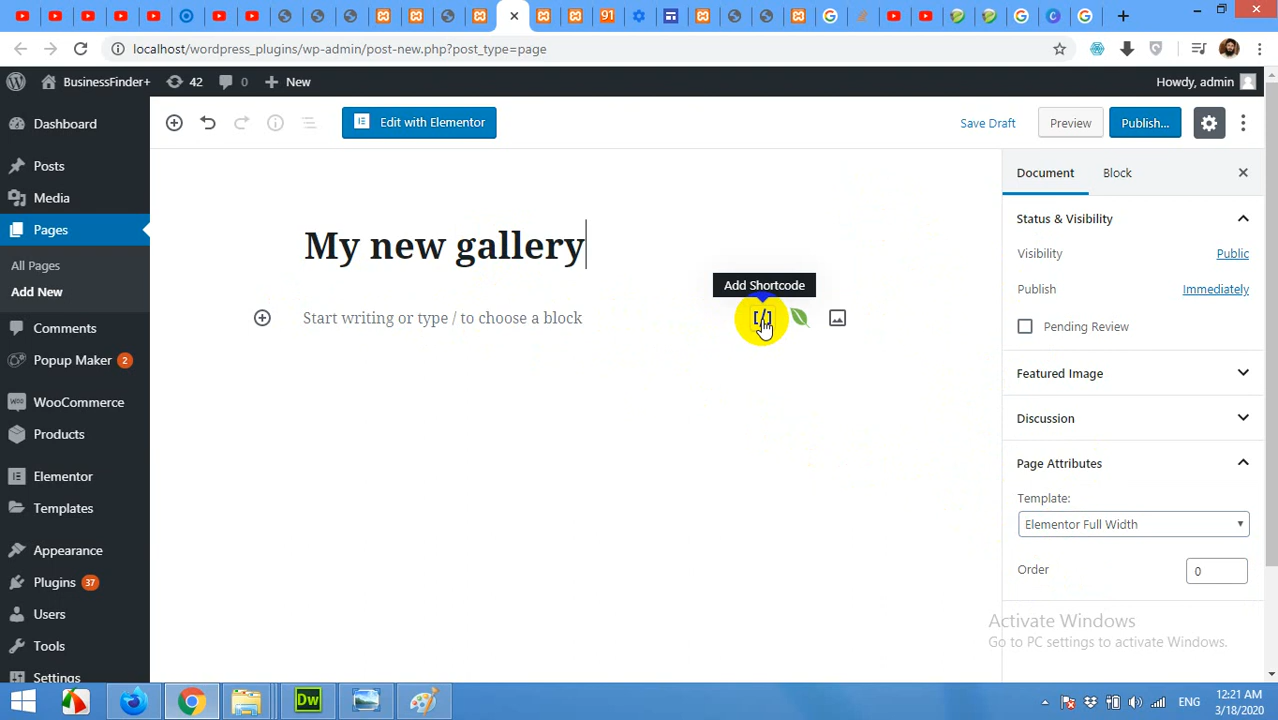 91
localhost/wordpress_plugins/wp-admin/post-new.php?post_type=page
BusinessFinder+
42
0
New
Howdy, admin
Dashboard
Posts
Media
Pages
All Pages
Add New
Comments
Popup Maker 2
WooCommerce
Products
Elementor
Templates
Appearance
Plugins 37
Users
Tools
Settings
Edit with Elementor
Save Draft
Preview
Publish...
My new gallery
Add Shortcode
Start writing or type / to choose a block
[/]
Document
Block
Status & Visibility
Visibility
Public
Publish
Immediately
Pending Review
Featured Image
Discussion
Page Attributes
Template:
Elementor Full Width
Order
0
Activate Windows
Go to PC settings to activate Windows.
Dw
ENG
12:21 AM
3/18/2020